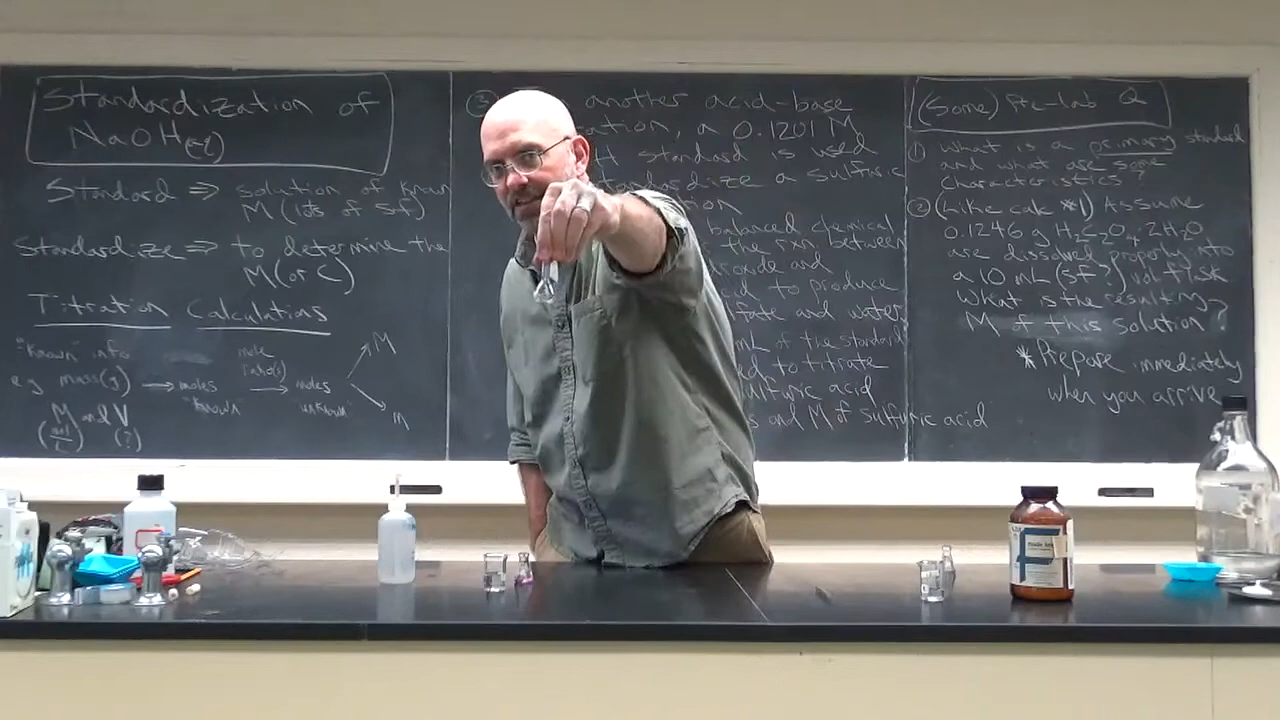 Standardization of
NaOH(aq)
Standard ⇒ solution of known
M (lots of s.f.)
Standardize ⇒ to determine the
M (or C)
Titration Calculations
"known" info
e.g. mass(g) → moles
"known"
mole
ratio(s)
→ moles
"unknown"
M
m
M and V
(?)
③ another acid-base
ation, a 0.1201 M
H standard is used
standardize a sulfuric
ion
balanced chemical
the rxn between
roxide and
d to produce
fate and water
mL of the standard
d to titrate
lfuric acid
s and M of sulfuric acid
(Some) Pre-lab Q
① what is a primary standard
and what are some
characteristics?
② (Like calc #1) Assume
0.1246 g H2C2O4·2H2O
are dissolved properly into
a 10 mL (sf?) vol flask
What is the resulting
M of this solution?
*Prepare immediately
when you arrive